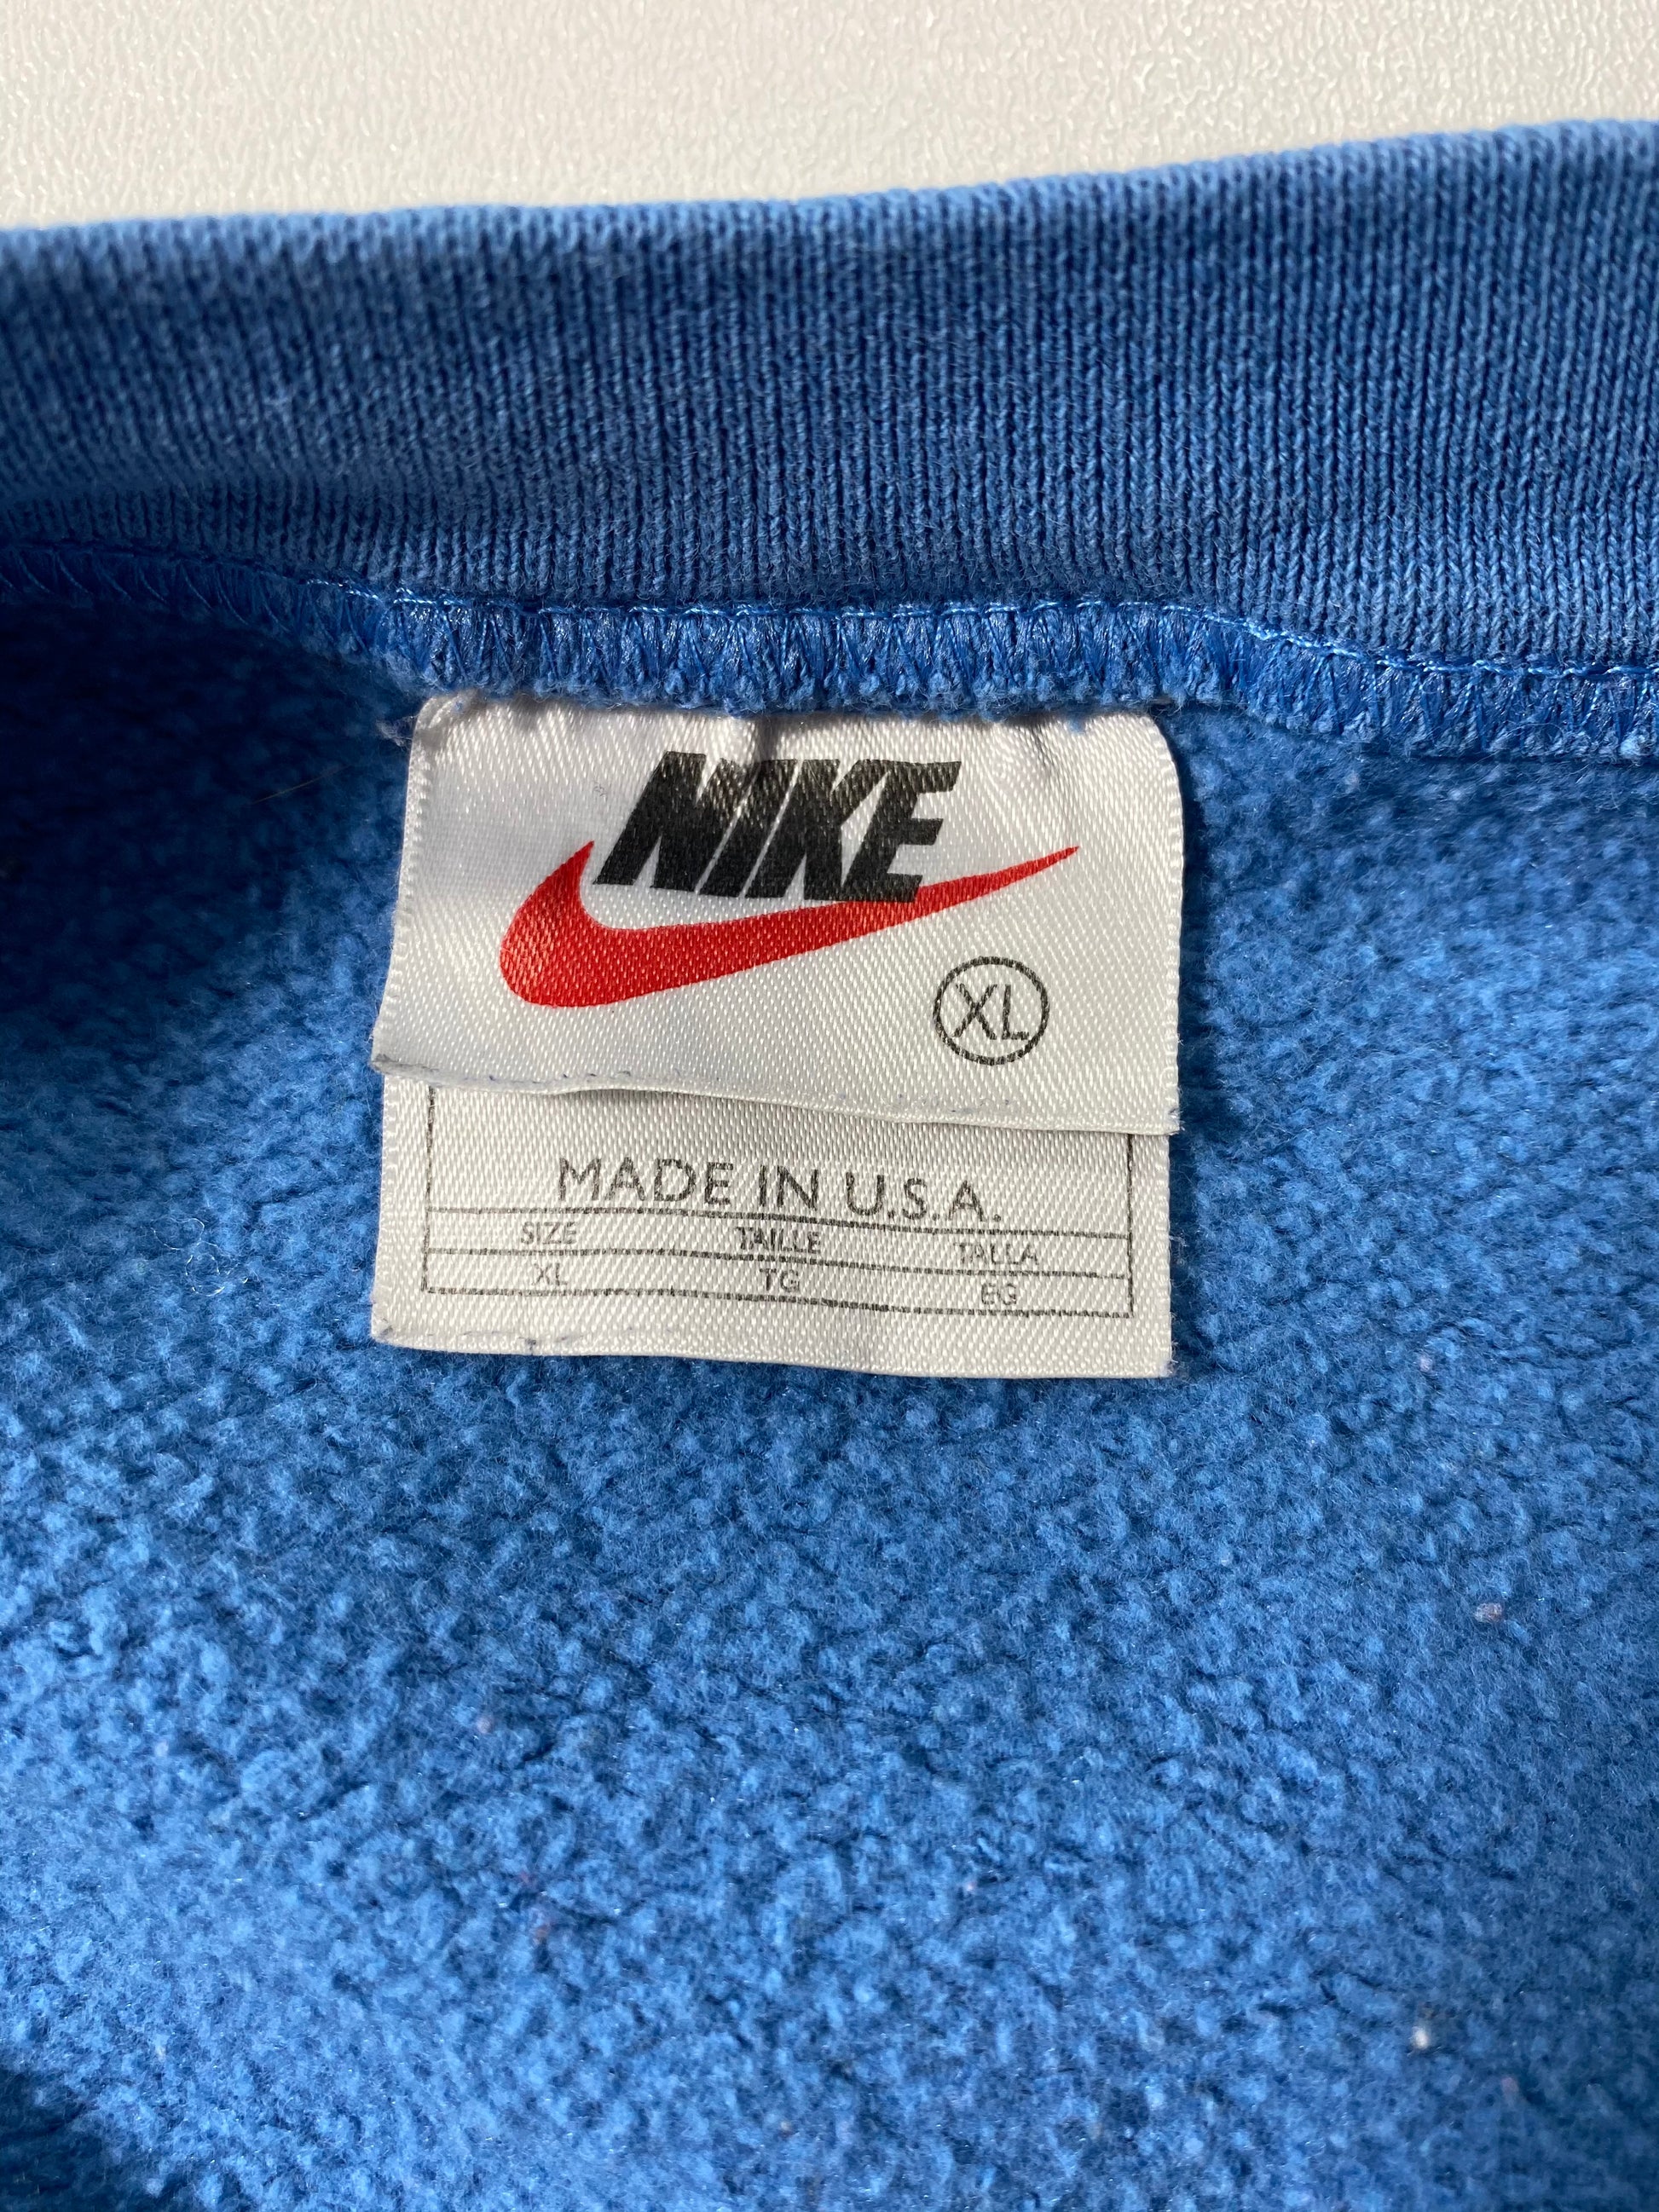 NIKE
XL
MADE IN U.S.A.
SIZE TAILLE TALLA
XL TG EG